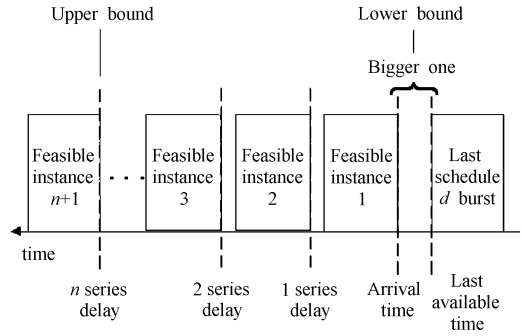 Upper bound
Lower bound
Bigger one
Feasible
instance
n+1
. . .
Feasible
instance
3
Feasible
instance
2
Feasible
instance
1
Last
schedule
d burst
time
n series
delay
2 series
delay
1 series
delay
Arrival
time
Last
available
time